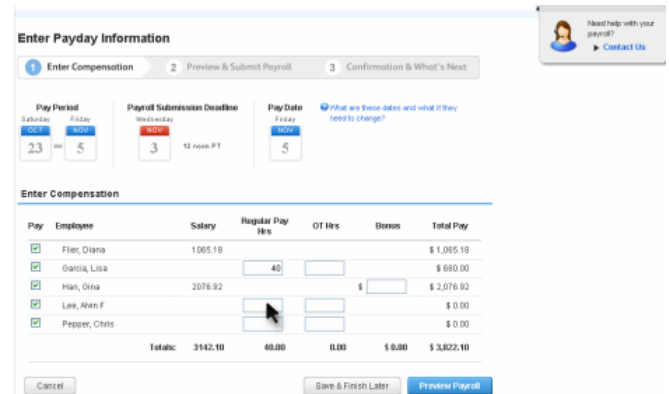 Need help with your
payroll?
▶ Contact Us
Enter Payday Information
1 Enter Compensation 2 Preview & Submit Payroll 3 Confirmation & What's Next
Pay Period Payroll Submission Deadline Pay Date What are these dates and what if they
need to change?
Saturday Friday Wednesday Friday
OCT NOV NOV NOV
23 - 5 3 12 noon PT 5
Enter Compensation
Pay Employee Salary Regular Pay Hrs OT Hrs Bonus Total Pay
Flier, Diana 1065.18 $ 1,065.18
Garcia, Lisa 40 $ 680.00
Han, Gina 2076.92 $ $ 2,076.92
Lee, Alvin F $ 0.00
Pepper, Chris $ 0.00
Totals: 3142.10 40.00 0.00 $ 0.00 $ 3,822.10
Cancel Save & Finish Later Preview Payroll